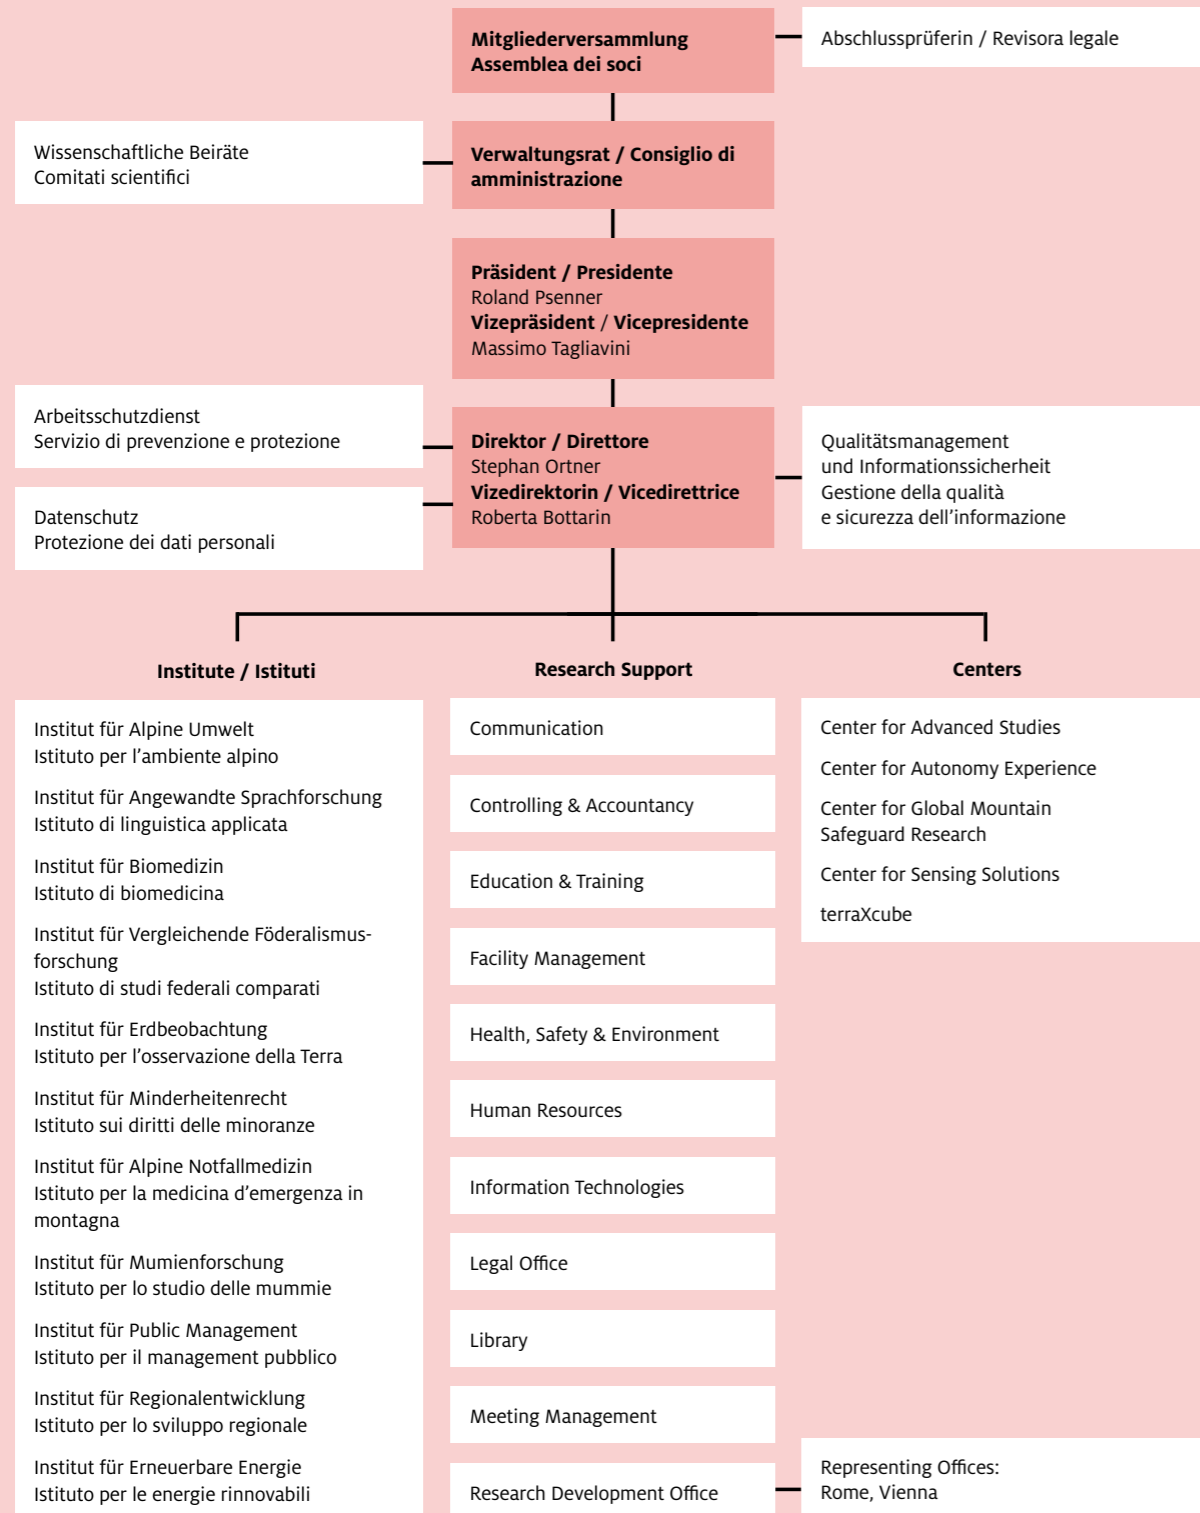 Mitgliederversammlung
Assemblea dei soci
Abschlussprüferin / Revisora legale
Wissenschaftliche Beiräte
Comitati scientifici
Verwaltungsrat / Consiglio di
amministrazione
Präsident / Presidente
Roland Psenner
Vizepräsident / Vicepresidente
Massimo Tagliavini
Arbeitsschutzdienst
Servizio di prevenzione e protezione
Datenschutz
Protezione dei dati personali
Direktor / Direttore
Stephan Ortner
Vizedirektorin / Vicedirettrice
Roberta Bottarin
Qualitätsmanagement
und Informationssicherheit
Gestione della qualità
e sicurezza dell’informazione
Institute / Istituti
Institut für Alpine Umwelt
Istituto per l’ambiente alpino
Institut für Angewandte Sprachforschung
Istituto di linguistica applicata
Institut für Biomedizin
Istituto di biomedicina
Institut für Vergleichende Föderalismus-
forschung
Istituto di studi federali comparati
Institut für Erdbeobachtung
Istituto per l’osservazione della Terra
Institut für Minderheitenrecht
Istituto sui diritti delle minoranze
Institut für Alpine Notfallmedizin
Istituto per la medicina d’emergenza in
montagna
Institut für Mumienforschung
Istituto per lo studio delle mummie
Institut für Public Management
Istituto per il management pubblico
Institut für Regionalentwicklung
Istituto per lo sviluppo regionale
Institut für Erneuerbare Energie
Istituto per le energie rinnovabili
Research Support
Communication
Controlling & Accountancy
Education & Training
Facility Management
Health, Safety & Environment
Human Resources
Information Technologies
Legal Office
Library
Meeting Management
Research Development Office
Centers
Center for Advanced Studies
Center for Autonomy Experience
Center for Global Mountain
Safeguard Research
Center for Sensing Solutions
terraXcube
Representing Offices:
Rome, Vienna